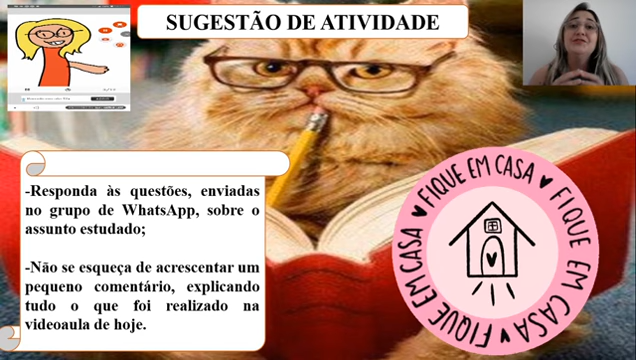 SUGESTÃO DE ATIVIDADE
-Responda às questões, enviadas
no grupo de WhatsApp, sobre o
assunto estudado;
-Não se esqueça de acrescentar um
pequeno comentário, explicando
tudo o que foi realizado na
videoaula de hoje.
FIQUE EM CASA ♥ FIQUE EM CASA ♥ FIQUE EM CASA ♥